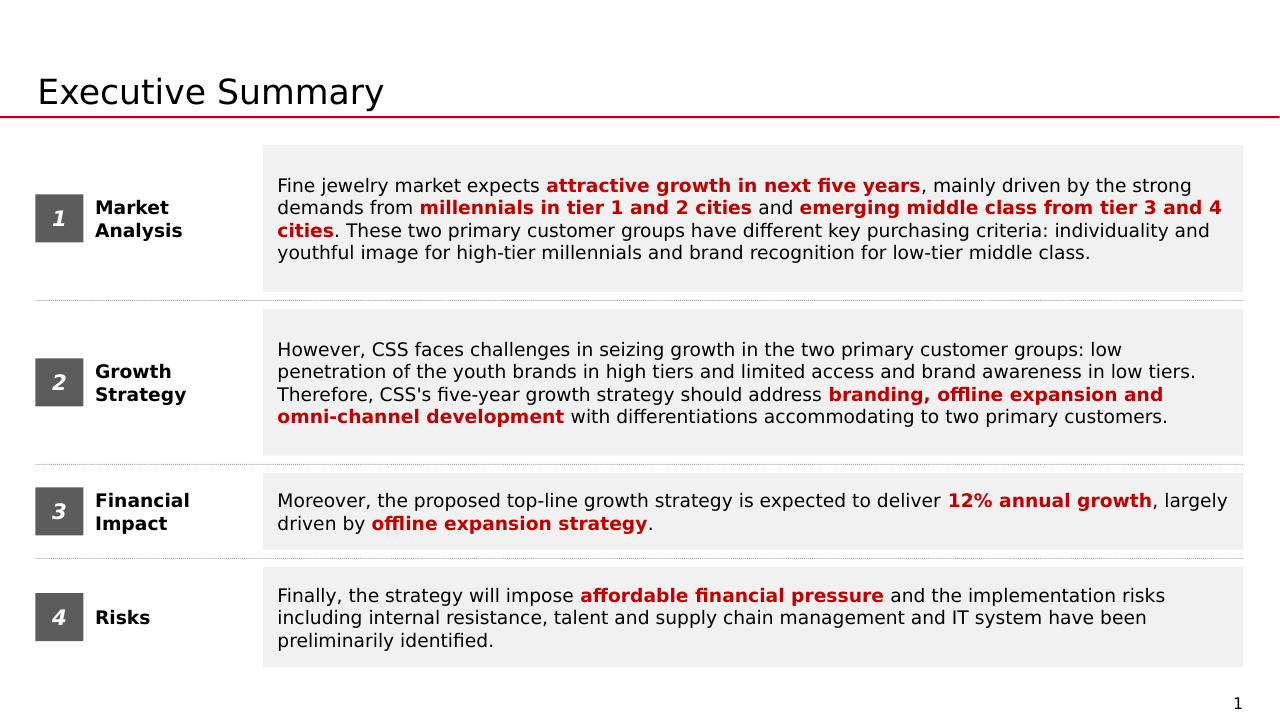 Executive Summary
1
Market
Analysis
Fine jewelry market expects attractive growth in next five years, mainly driven by the strong
demands from millennials in tier 1 and 2 cities and emerging middle class from tier 3 and 4
cities. These two primary customer groups have different key purchasing criteria: individuality and
youthful image for high-tier millennials and brand recognition for low-tier middle class.
2
Growth
Strategy
However, CSS faces challenges in seizing growth in the two primary customer groups: low
penetration of the youth brands in high tiers and limited access and brand awareness in low tiers.
Therefore, CSS's five-year growth strategy should address branding, offline expansion and
omni-channel development with differentiations accommodating to two primary customers.
3
Financial
Impact
Moreover, the proposed top-line growth strategy is expected to deliver 12% annual growth, largely
driven by offline expansion strategy.
4
Risks
Finally, the strategy will impose affordable financial pressure and the implementation risks
including internal resistance, talent and supply chain management and IT system have been
preliminarily identified.
1